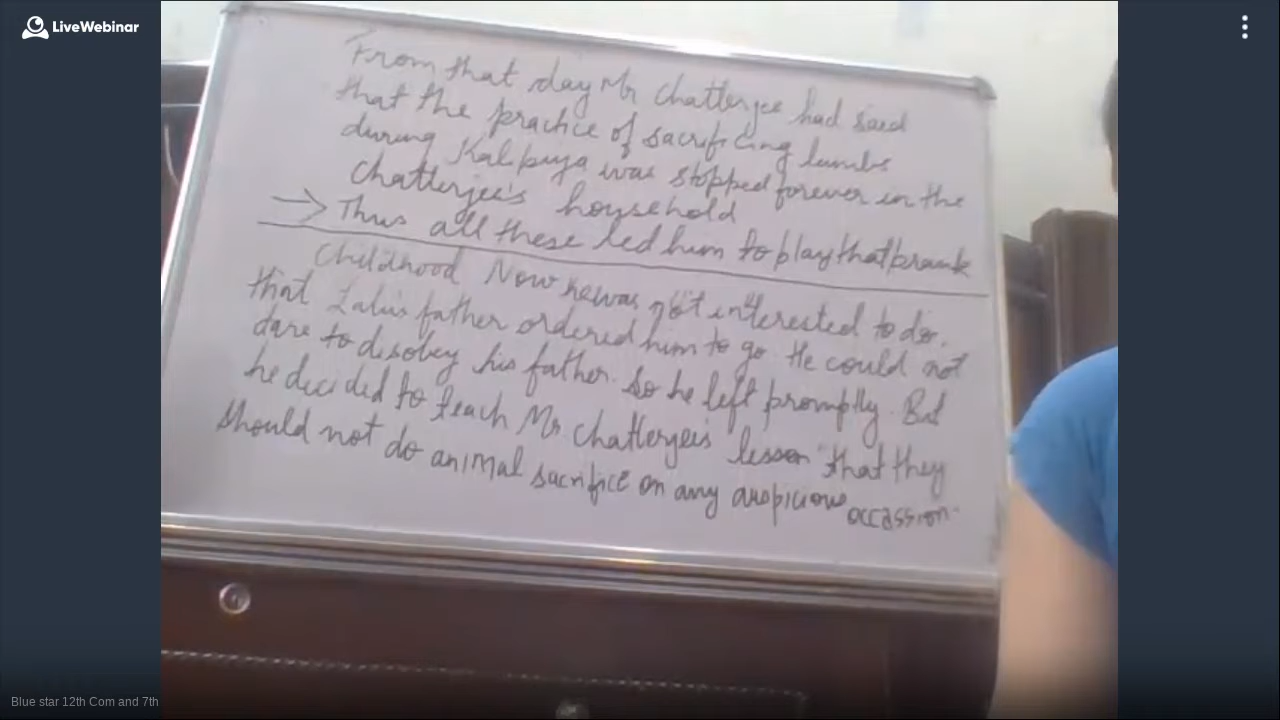 LiveWebinar
From that day Mr Chatterjee had said
that the practice of sacrificing lambs
during Kalipuja was stopped forever in the
Chatterjee's household
→ Thus all these led him to play that prank
Childhood Now he was not interested to do.
that Lalu's father ordered him to go. He could not
dare to disobey his father. So he left promptly. But
he decided to teach Mr Chatterjee's lesson that they
should not do animal sacrifice on any auspicious occassion.
Blue star 12th Com and 7th